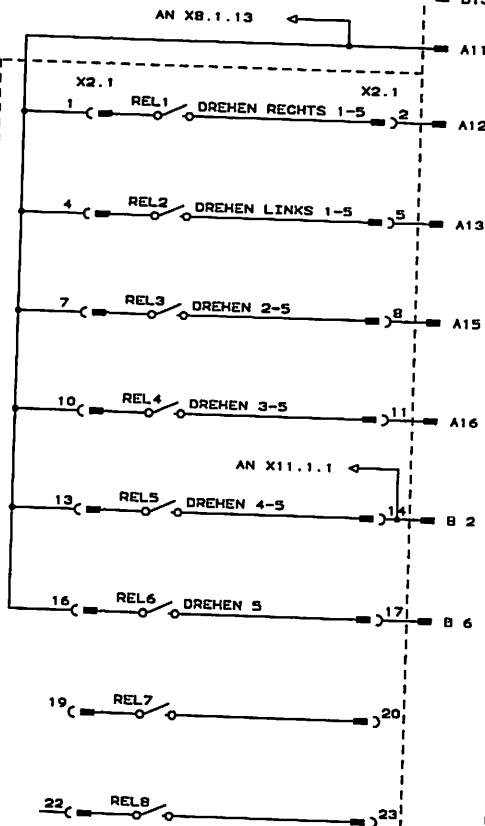 AN X8.1.13
A11
X2.1 X2.1
1 REL1 DREHEN RECHTS 1-5 2 A12
4 REL2 DREHEN LINKS 1-5 5 A13
7 REL3 DREHEN 2-5 8 A15
10 REL4 DREHEN 3-5 11 A16
AN X11.1.1
13 REL5 DREHEN 4-5 14 B 2
16 REL6 DREHEN 5 17 B 6
19 REL7 20
22 REL8 23